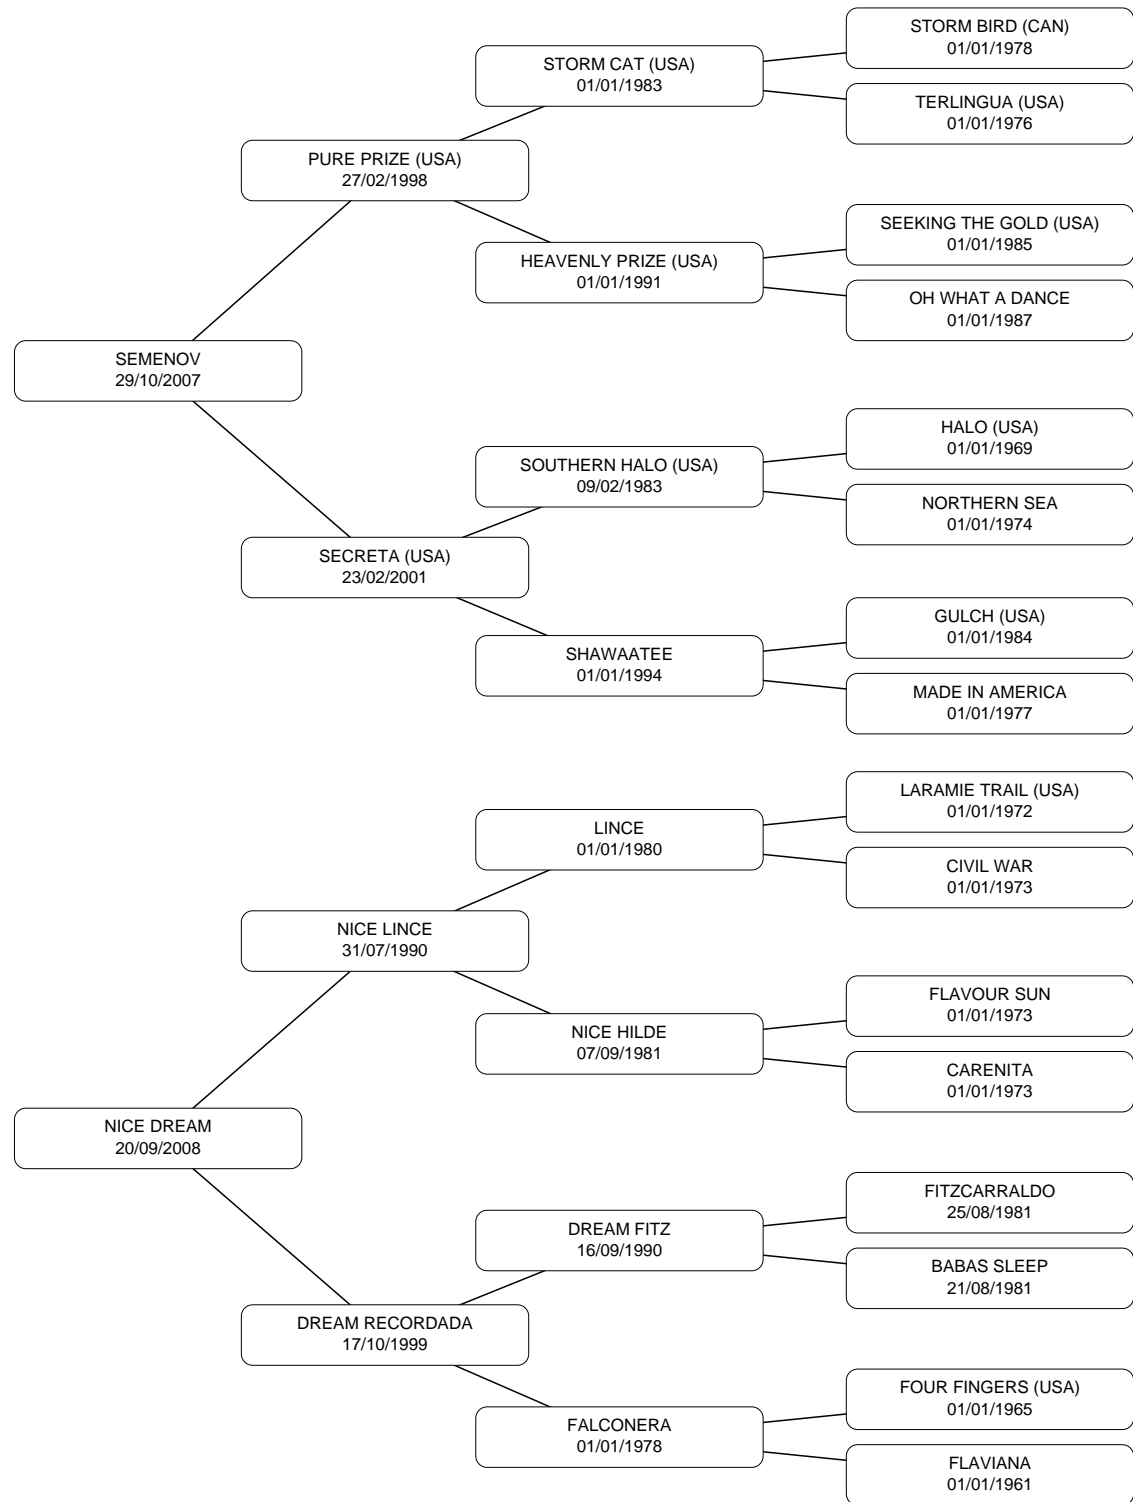 STORM BIRD (CAN)
01/01/1978
STORM CAT (USA)
01/01/1983
TERLINGUA (USA)
01/01/1976
PURE PRIZE (USA)
27/02/1998
SEEKING THE GOLD (USA)
01/01/1985
HEAVENLY PRIZE (USA)
01/01/1991
OH WHAT A DANCE
01/01/1987
SEMENOV
29/10/2007
HALO (USA)
01/01/1969
SOUTHERN HALO (USA)
09/02/1983
NORTHERN SEA
01/01/1974
SECRETA (USA)
23/02/2001
GULCH (USA)
01/01/1984
SHAWAATEE
01/01/1994
MADE IN AMERICA
01/01/1977
LARAMIE TRAIL (USA)
01/01/1972
LINCE
01/01/1980
CIVIL WAR
01/01/1973
NICE LINCE
31/07/1990
FLAVOUR SUN
01/01/1973
NICE HILDE
07/09/1981
CARENITA
01/01/1973
NICE DREAM
20/09/2008
FITZCARRALDO
25/08/1981
DREAM FITZ
16/09/1990
BABAS SLEEP
21/08/1981
DREAM RECORDADA
17/10/1999
FOUR FINGERS (USA)
01/01/1965
FALCONERA
01/01/1978
FLAVIANA
01/01/1961